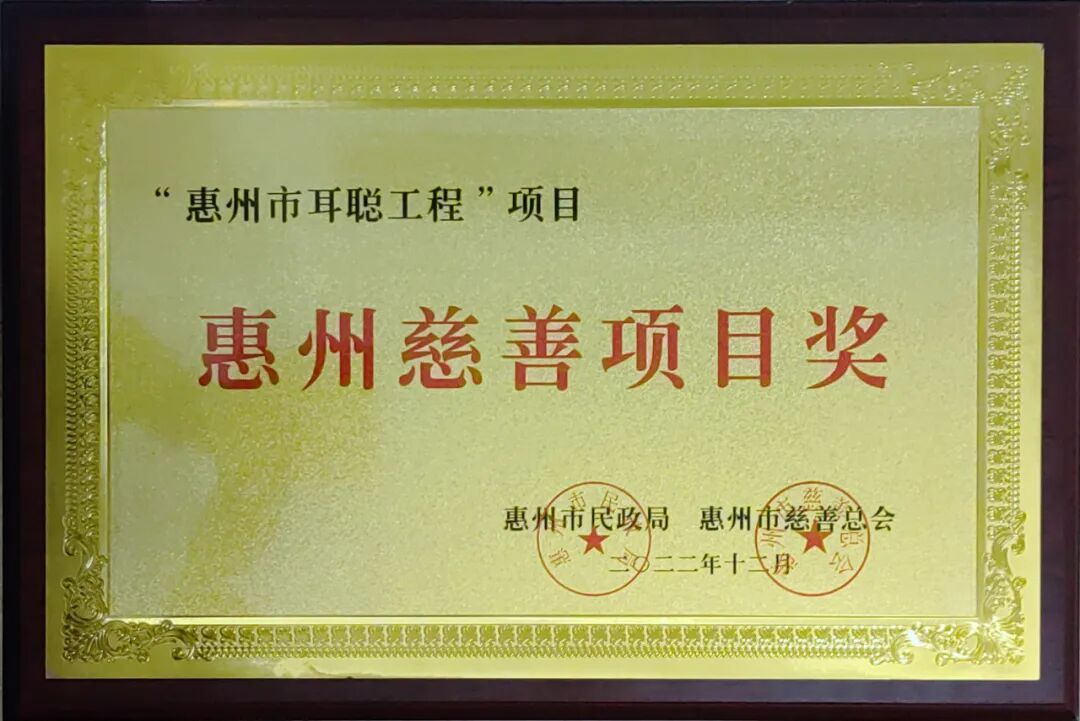 “惠州市耳聪工程”项目
惠州慈善项目奖
惠州市民政局 惠州市慈善总会
二〇二二年十二月